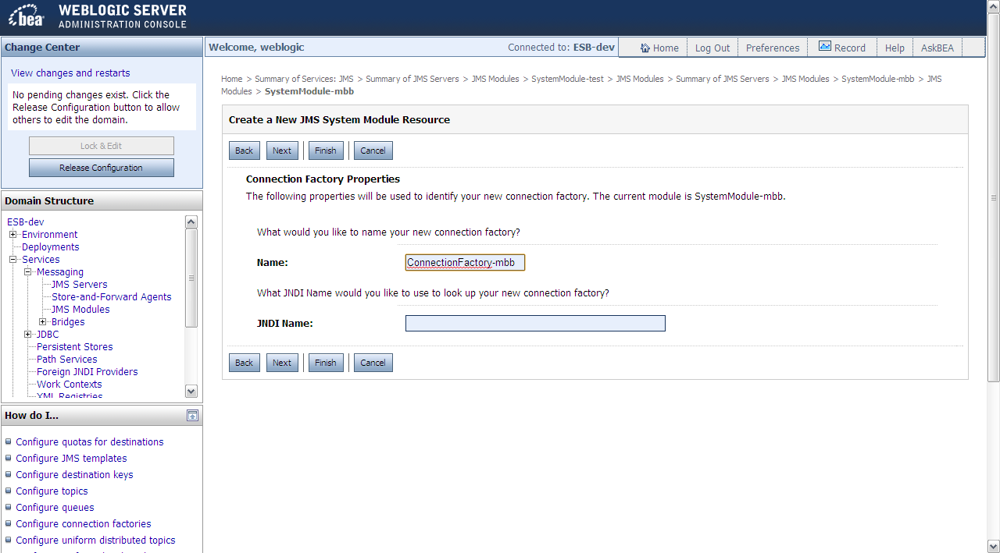 bea WEBLOGIC SERVER
ADMINISTRATION CONSOLE
Change Center
View changes and restarts
No pending changes exist. Click the
Release Configuration button to allow
others to edit the domain.
Lock & Edit
Release Configuration
Domain Structure
ESB-dev
Environment
Deployments
Services
Messaging
JMS Servers
Store-and-Forward Agents
JMS Modules
Bridges
JDBC
Persistent Stores
Path Services
Foreign JNDI Providers
Work Contexts
XML Registries
How do I...
Configure quotas for destinations
Configure JMS templates
Configure destination keys
Configure topics
Configure queues
Configure connection factories
Configure uniform distributed topics
Welcome, weblogic
Connected to: ESB-dev
Home Log Out Preferences Record Help AskBEA
Home > Summary of Services: JMS > Summary of JMS Servers > JMS Modules > SystemModule-test > JMS Modules > Summary of JMS Servers > JMS Modules > SystemModule-mbb > JMS
Modules > SystemModule-mbb
Create a New JMS System Module Resource
Back Next Finish Cancel
Connection Factory Properties
The following properties will be used to identify your new connection factory. The current module is SystemModule-mbb.
What would you like to name your new connection factory?
Name: ConnectionFactory-mbb
What JNDI Name would you like to use to look up your new connection factory?
JNDI Name:
Back Next Finish Cancel